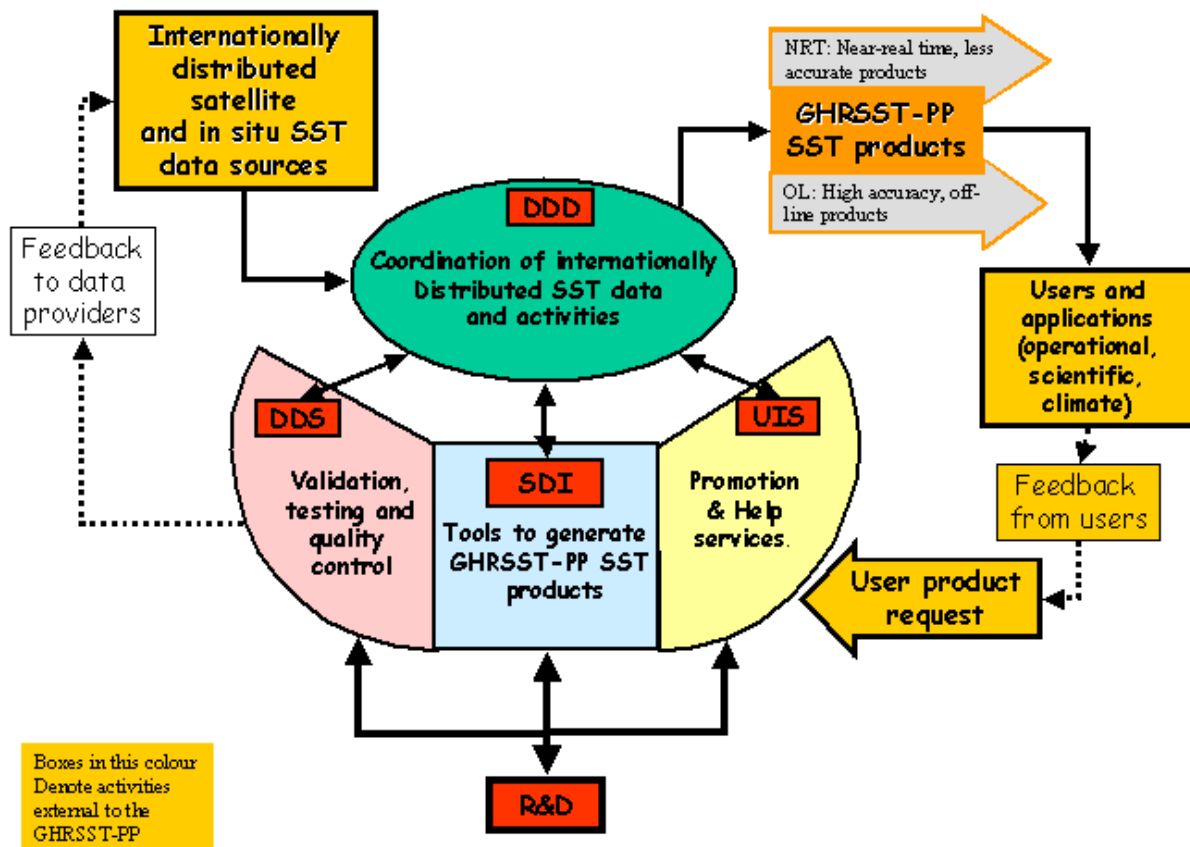 Internationally
distributed
satellite
and in situ SST
data sources
NRT: Near-real time, less
accurate products
GHRSST-PP
SST products
OL: High accuracy, off-
line products
DDD
Coordination of internationally
Distributed SST data
and activities
Feedback
to data
providers
Users and
applications
(operational,
scientific,
climate)
DDS
Validation,
testing and
quality
control
SDI
Tools to generate
GHRSST-PP SST
products
UIS
Promotion
& Help
services.
Feedback
from users
User product
request
R&D
Boxes in this colour
Denote activities
external to the
GHRSST-PP